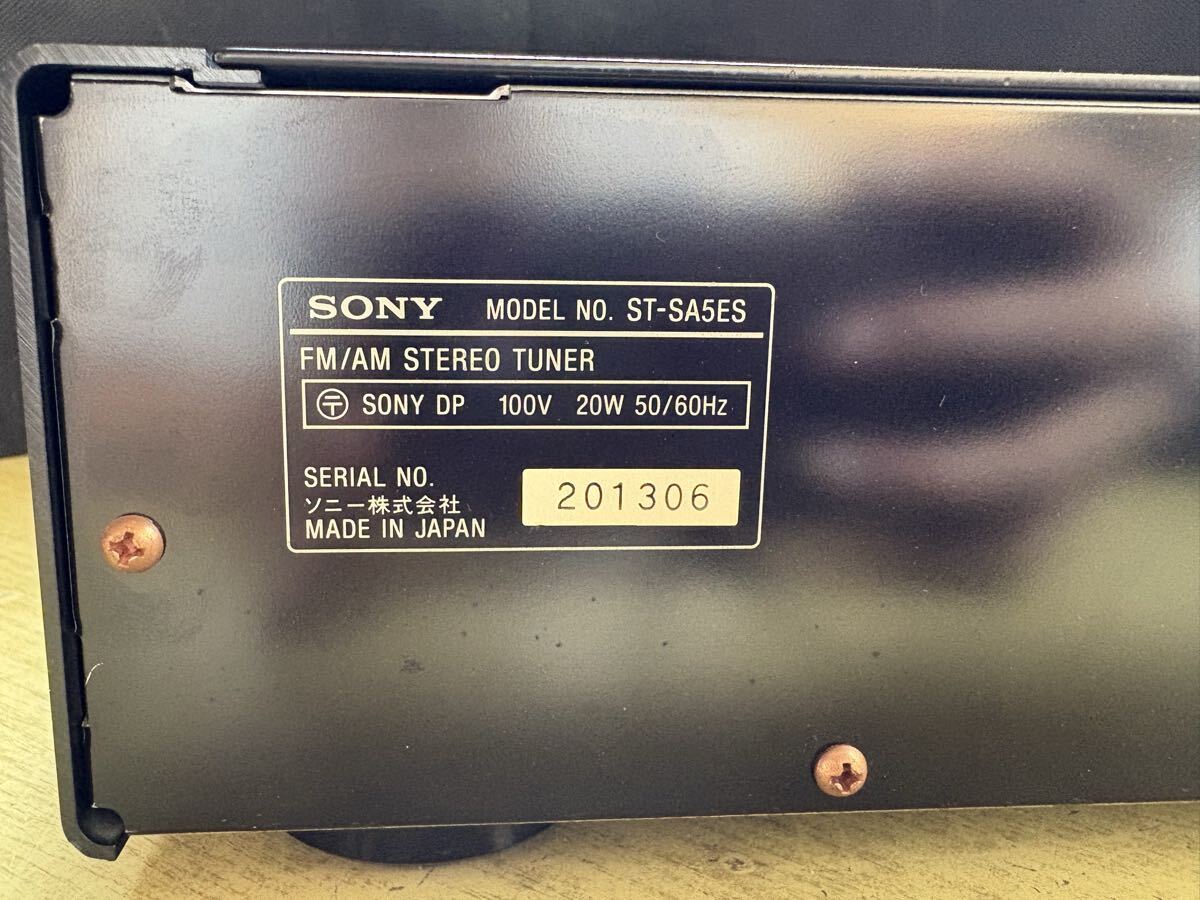 SONY MODEL NO. ST-SA5ES
FM/AM STEREO TUNER
〒 SONY DP 100V 20W 50/60Hz
SERIAL NO. 201306
ソニー株式会社
MADE IN JAPAN